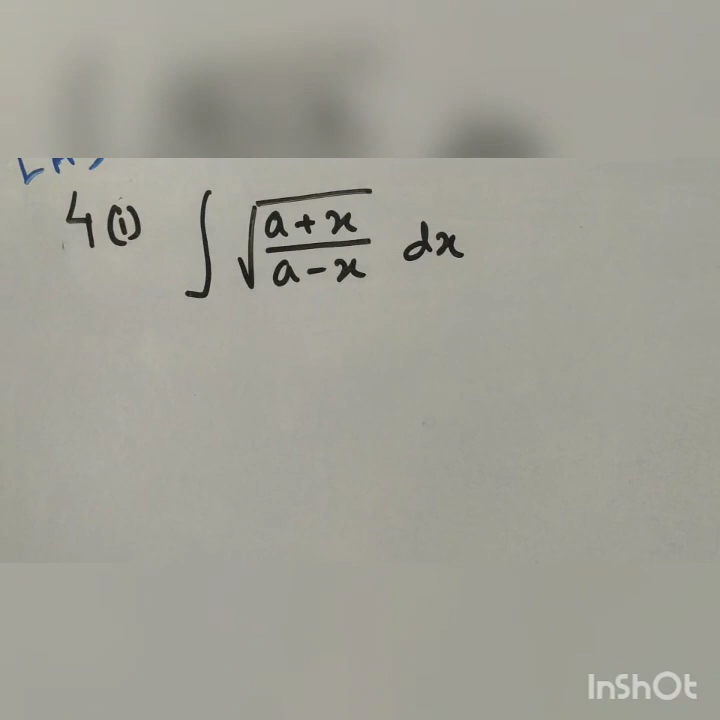 4 (i) ∫ √((a+x)/(a-x)) dx
InShOt